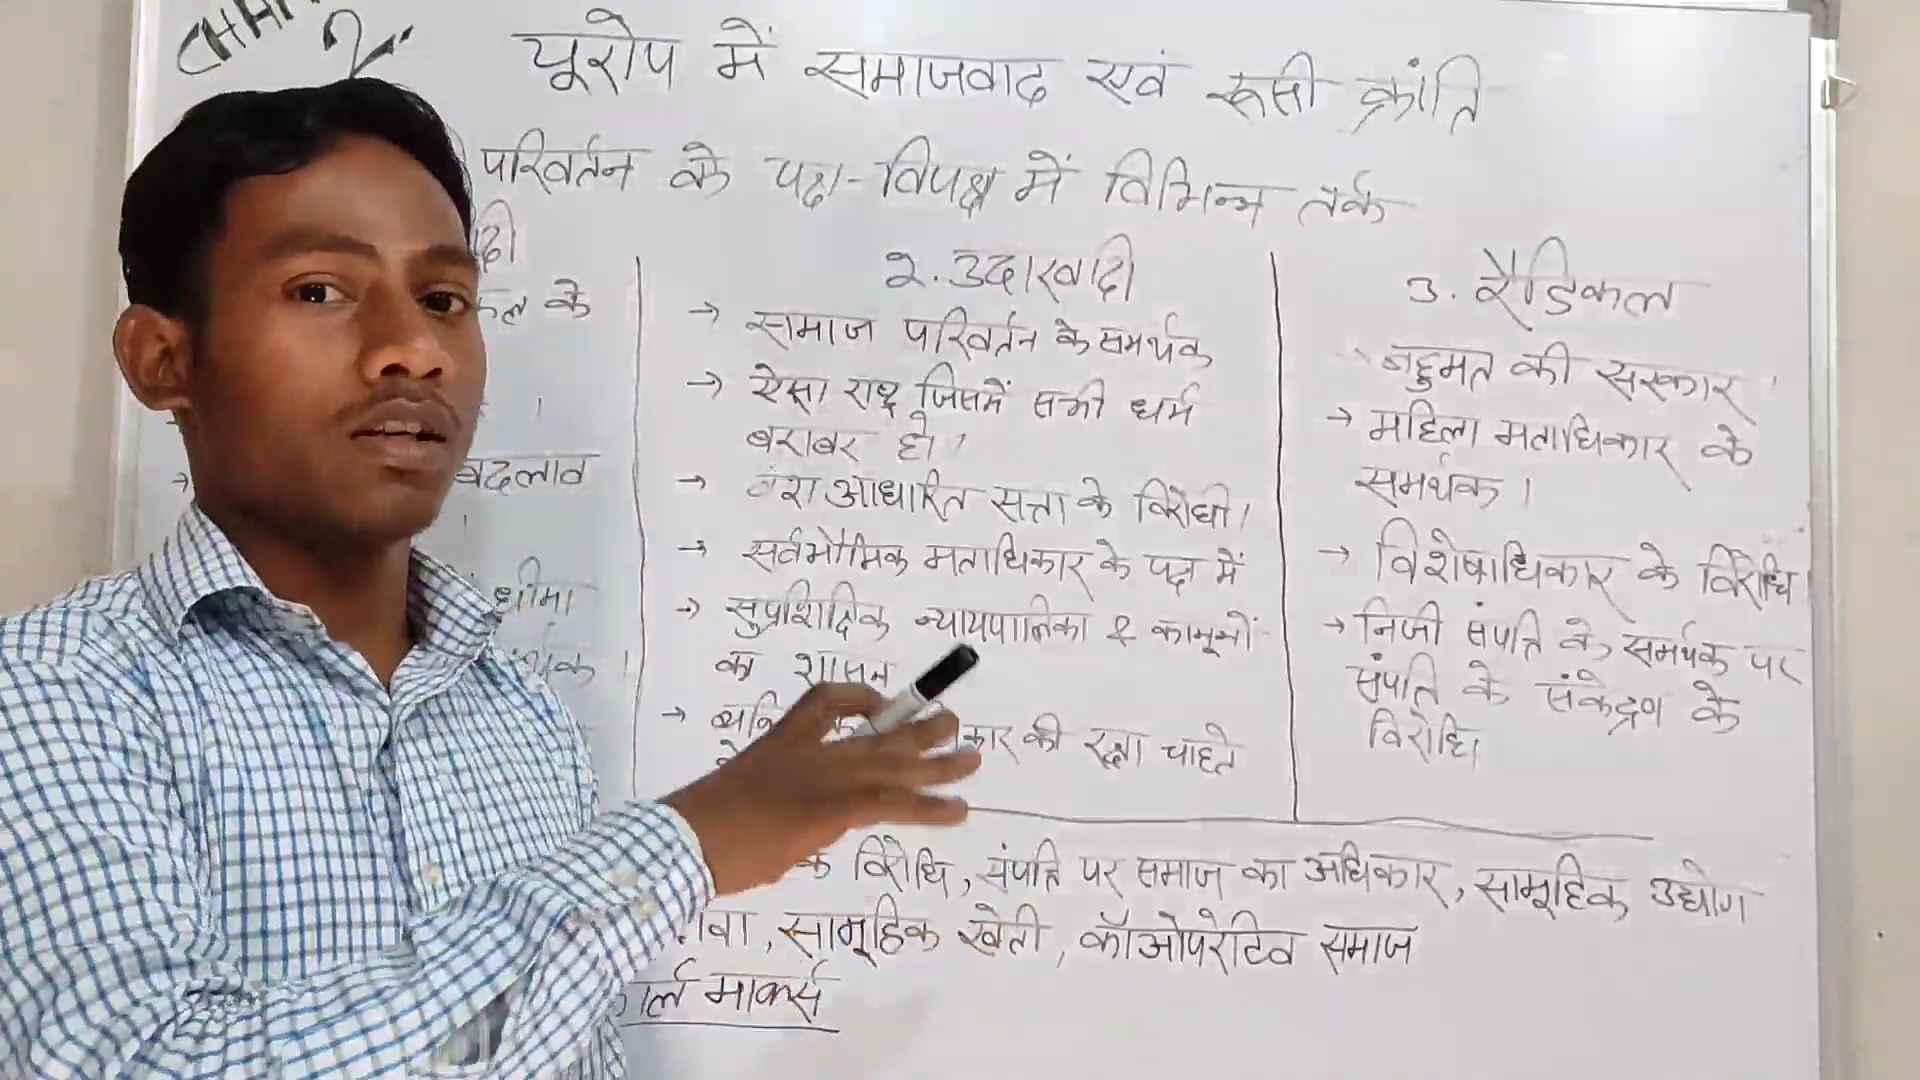 यूरोप में समाजवाद एवं रूसी क्रांति
परिवर्तन के पक्ष-विपक्ष में विभिन्न तर्क
के
बदलाव
।
धीमा
2. उदारवादी
→ समाज परिवर्तन के समर्थक
→ ऐसा राष्ट्र जिसमें सभी धर्म
बराबर हो।
→ वंश आधारित सत्ता के विरोधी।
→ सर्वभौमिक मताधिकार के पक्ष में
→ सुप्रशिक्षित न्यायपालिका & कानूनों
का शासन
→ की रक्षा चाहते
3. रैडिकल
बहुमत की सरकार।
→ महिला मताधिकार के
समर्थक।
→ विशेषाधिकार के विरोधि
→ निजी संपत्ति के समर्थक पर
संपत्ति के संकेद्रण के
विरोधि।
के विरोधि, संपत्ति पर समाज का अधिकार, सामूहिक उद्योग
, सामूहिक खेती, कॉओपरेटिव समाज
मार्क्स